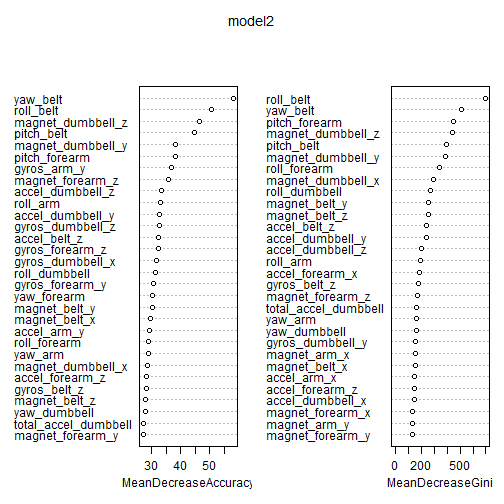 model2
yaw_belt
roll_belt
magnet_dumbbell_z
pitch_belt
magnet_dumbbell_y
pitch_forearm
gyros_arm_y
magnet_forearm_z
accel_dumbbell_z
roll_arm
accel_dumbbell_y
gyros_dumbbell_z
accel_belt_z
gyros_forearm_z
gyros_dumbbell_x
roll_dumbbell
gyros_forearm_y
yaw_forearm
magnet_belt_y
magnet_belt_x
accel_arm_y
roll_forearm
yaw_arm
magnet_dumbbell_x
accel_forearm_z
gyros_belt_z
magnet_belt_z
yaw_dumbbell
total_accel_dumbbell
magnet_forearm_y
30 40 50
MeanDecreaseAccuracy
roll_belt
yaw_belt
pitch_forearm
magnet_dumbbell_z
pitch_belt
magnet_dumbbell_y
roll_forearm
magnet_dumbbell_x
roll_dumbbell
magnet_belt_y
magnet_belt_z
accel_belt_z
accel_dumbbell_y
accel_dumbbell_z
roll_arm
accel_forearm_x
gyros_belt_z
magnet_forearm_z
total_accel_dumbbell
yaw_arm
yaw_dumbbell
gyros_dumbbell_y
magnet_arm_x
magnet_belt_x
accel_arm_x
accel_forearm_z
accel_dumbbell_x
magnet_forearm_x
magnet_arm_y
magnet_forearm_y
0 200 500
MeanDecreaseGini